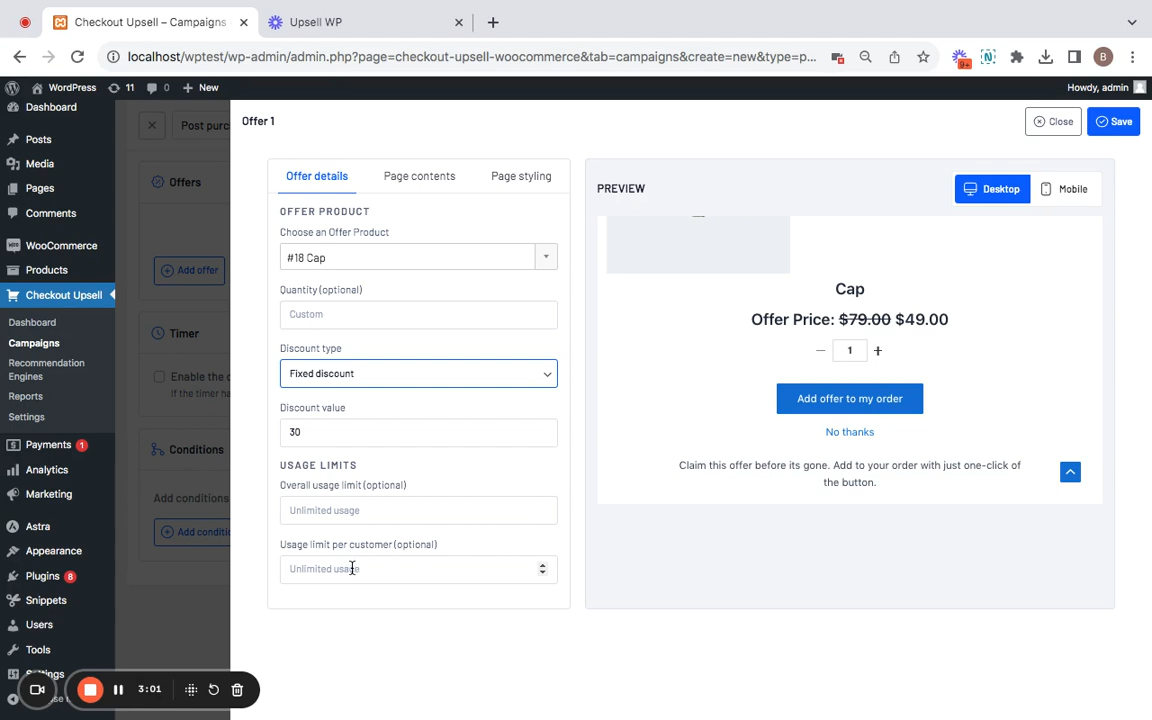 Checkout Upsell – Campaigns
Upsell WP
localhost/wptest/wp-admin/admin.php?page=checkout-upsell-woocommerce&tab=campaigns&create=new&type=p...
9+
B
WordPress
11
0
New
Howdy, admin
Dashboard
Posts
Media
Pages
Comments
WooCommerce
Products
Checkout Upsell
Dashboard
Campaigns
Recommendation
Engines
Reports
Settings
Payments 1
Analytics
Marketing
Astra
Appearance
Plugins 8
Snippets
Users
Tools
Settings
3:01
Post purc
Offers
Add offer
Timer
Enable the c
If the timer ha
Conditions
Add conditions
Add conditio
Offer 1
Close
Save
Offer details
Page contents
Page styling
OFFER PRODUCT
Choose an Offer Product
#18 Cap
Quantity (optional)
Custom
Discount type
Fixed discount
Discount value
30
USAGE LIMITS
Overall usage limit (optional)
Unlimited usage
Usage limit per customer (optional)
Unlimited usage
PREVIEW
Desktop
Mobile
Cap
Offer Price: $79.00 $49.00
1
Add offer to my order
No thanks
Claim this offer before its gone. Add to your order with just one-click of
the button.